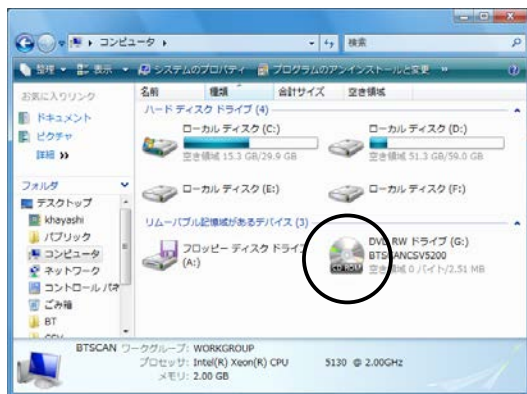 コンピュータ
検索
整理 表示 システムのプロパティ プログラムのアンインストールと変更 »
お気に入りリンク
ドキュメント
ピクチャ
詳細 »
フォルダ
デスクトップ
khayashi
パブリック
コンピュータ
ネットワーク
コントロール パネ
ごみ箱
BT
名前 種類 合計サイズ 空き領域
ハード ディスク ドライブ (4)
ローカル ディスク (C:)
空き領域 15.3 GB/29.9 GB
ローカル ディスク (D:)
空き領域 51.3 GB/59.0 GB
ローカル ディスク (E:)
ローカル ディスク (F:)
リムーバブル記憶域があるデバイス (3)
フロッピー ディスク ドライブ
(A:)
DVD RW ドライブ (G:)
BTSCANCSV5200
空き領域 0 バイト/2.51 MB
CD-ROM
BTSCAN ワークグループ: WORKGROUP
プロセッサ: Intel(R) Xeon(R) CPU 5130 @ 2.00GHz
メモリ: 2.00 GB